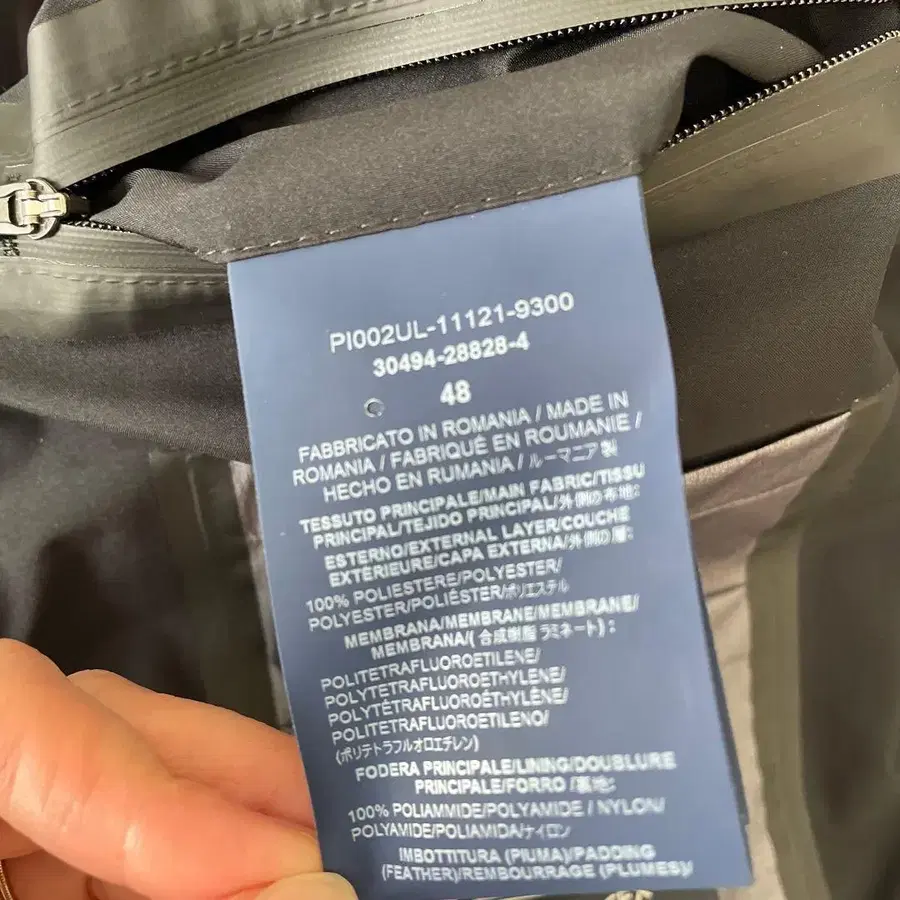 PI002UL-11121-9300
30494-28828-4
48
FABBRICATO IN ROMANIA / MADE IN
ROMANIA / FABRIQUÉ EN ROUMANIE /
HECHO EN RUMANIA / ルーマニア製
TESSUTO PRINCIPALE/MAIN FABRIC/TISSU
PRINCIPAL/TEJIDO PRINCIPAL/外側の布地:
ESTERNO/EXTERNAL LAYER/COUCHE
EXTÉRIEURE/CAPA EXTERNA/外側の層:
100% POLIESTERE/POLYESTER/
POLYESTER/POLIÉSTER/ポリエステル
MEMBRANA/MEMBRANE/MEMBRANE/
MEMBRANA/( 合成樹脂 ラミネート) :
POLITETRAFLUOROETILENE/
POLYTETRAFLUOROETHYLENE/
POLYTÉTRAFLUOROÉTHYLÈNE/
POLITETRAFLUOROETILENO/
(ポリテトラフルオロエチレン)
FODERA PRINCIPALE/LINING/DOUBLURE
PRINCIPALE/FORRO /裏地:
100% POLIAMMIDE/POLYAMIDE / NYLON/
POLYAMIDE/POLIAMIDA/ナイロン
IMBOTTITURA (PIUMA)/PADDING
(FEATHER)/REMBOURRAGE (PLUMES)/